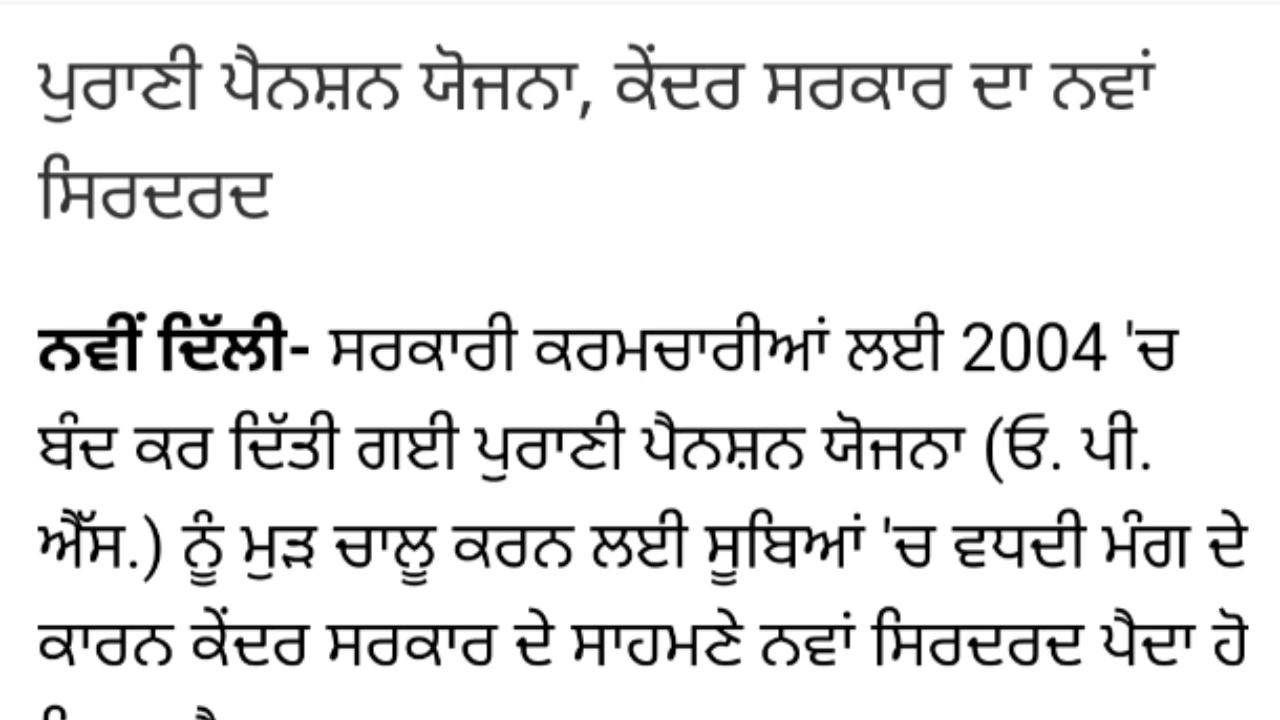 ਪੁਰਾਣੀ ਪੈਨਸ਼ਨ ਯੋਜਨਾ, ਕੇਂਦਰ ਸਰਕਾਰ ਦਾ ਨਵਾਂ
ਸਿਰਦਰਦ
ਨਵੀਂ ਦਿੱਲੀ- ਸਰਕਾਰੀ ਕਰਮਚਾਰੀਆਂ ਲਈ 2004 'ਚ
ਬੰਦ ਕਰ ਦਿੱਤੀ ਗਈ ਪੁਰਾਣੀ ਪੈਨਸ਼ਨ ਯੋਜਨਾ (ਓ. ਪੀ.
ਐੱਸ.) ਨੂੰ ਮੁੜ ਚਾਲੂ ਕਰਨ ਲਈ ਸੂਬਿਆਂ 'ਚ ਵਧਦੀ ਮੰਗ ਦੇ
ਕਾਰਨ ਕੇਂਦਰ ਸਰਕਾਰ ਦੇ ਸਾਹਮਣੇ ਨਵਾਂ ਸਿਰਦਰਦ ਪੈਦਾ ਹੋ